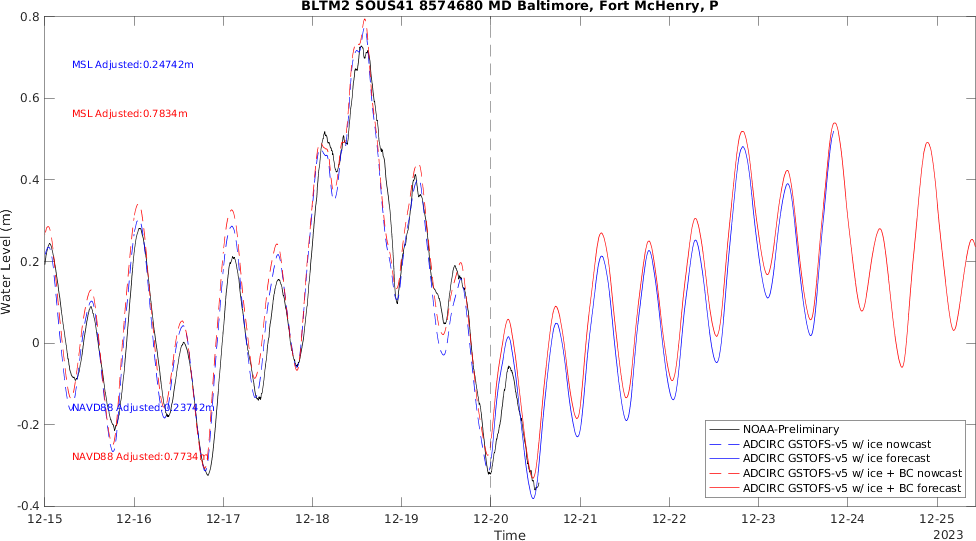 BLTM2 SOUS41 8574680 MD Baltimore, Fort McHenry, P
Water Level (m)
0.8
0.6
0.4
0.2
0
-0.2
-0.4
MSL Adjusted:0.24742m
MSL Adjusted:0.7834m
NAVD88 Adjusted:0.23742m
NAVD88 Adjusted:0.7734m
NOAA-Preliminary
ADCIRC GSTOFS-v5 w/ ice nowcast
ADCIRC GSTOFS-v5 w/ ice forecast
ADCIRC GSTOFS-v5 w/ ice + BC nowcast
ADCIRC GSTOFS-v5 w/ ice + BC forecast
12-15 12-16 12-17 12-18 12-19 12-20 12-21 12-22 12-23 12-24 12-25
Time
2023